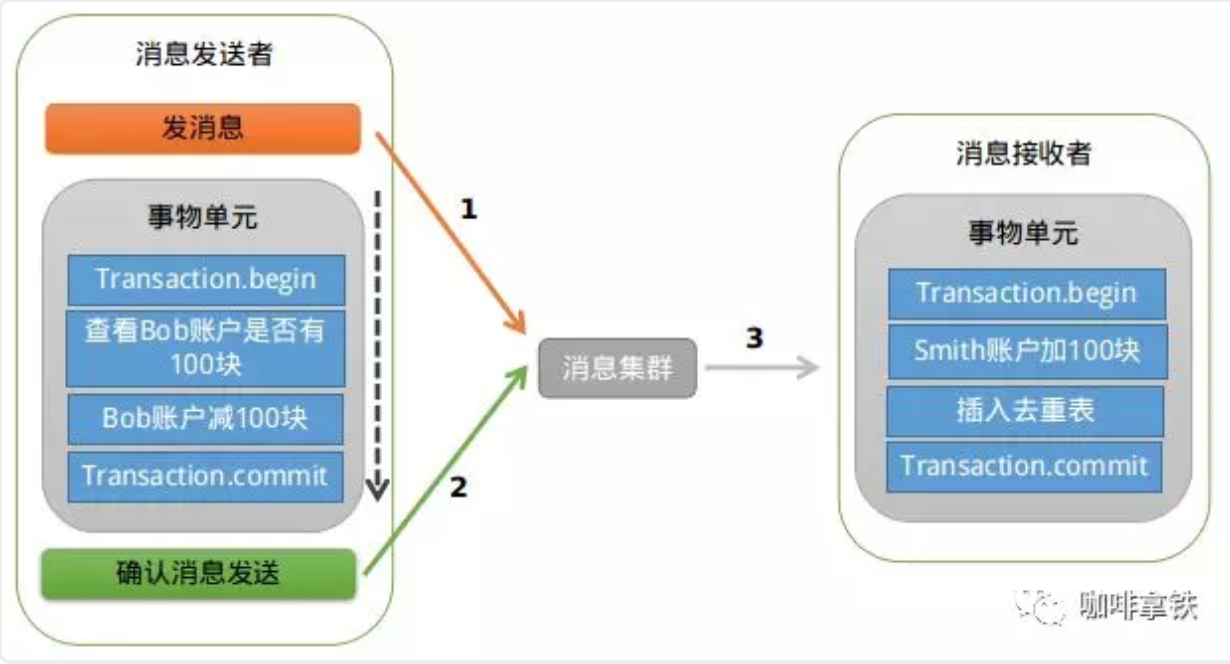 消息发送者
发消息
事物单元
Transaction.begin
查看Bob账户是否有
100块
Bob账户减100块
Transaction.commit
确认消息发送
1
2
消息集群
3
消息接收者
事物单元
Transaction.begin
Smith账户加100块
插入去重表
Transaction.commit
咖啡拿铁